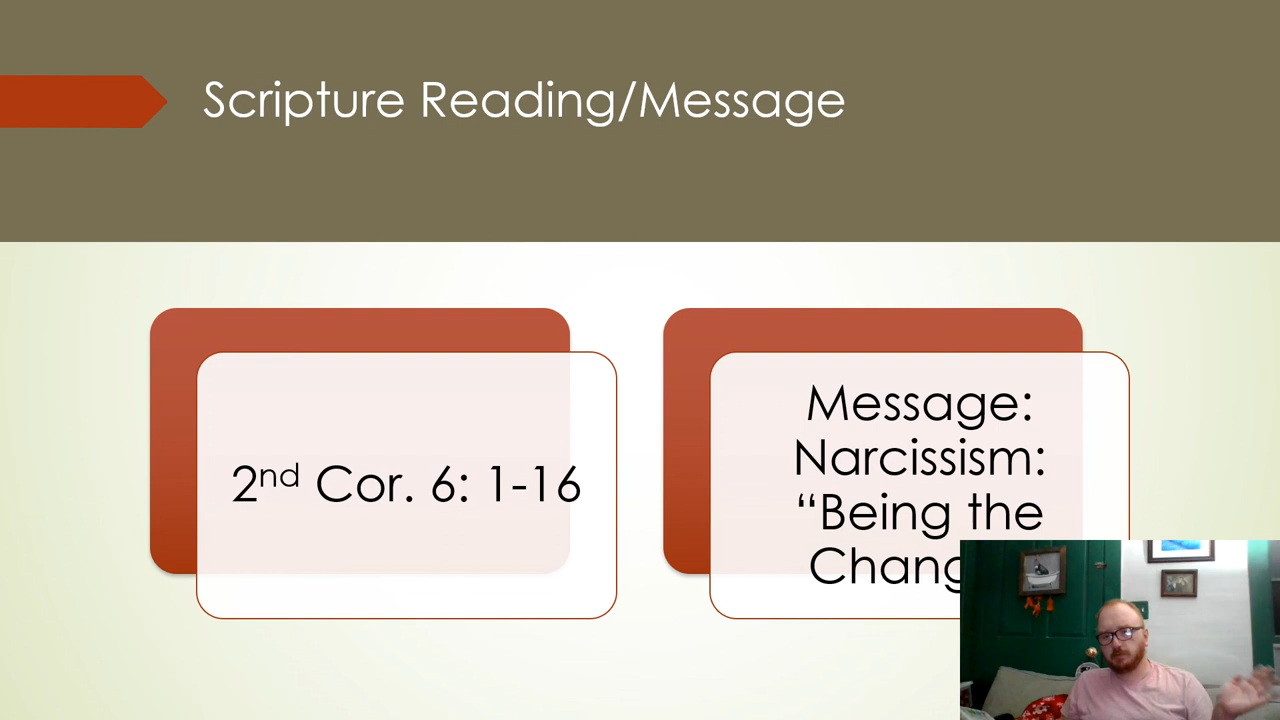 Scripture Reading/Message
2nd Cor. 6: 1-16
Message:
Narcissism:
“Being the